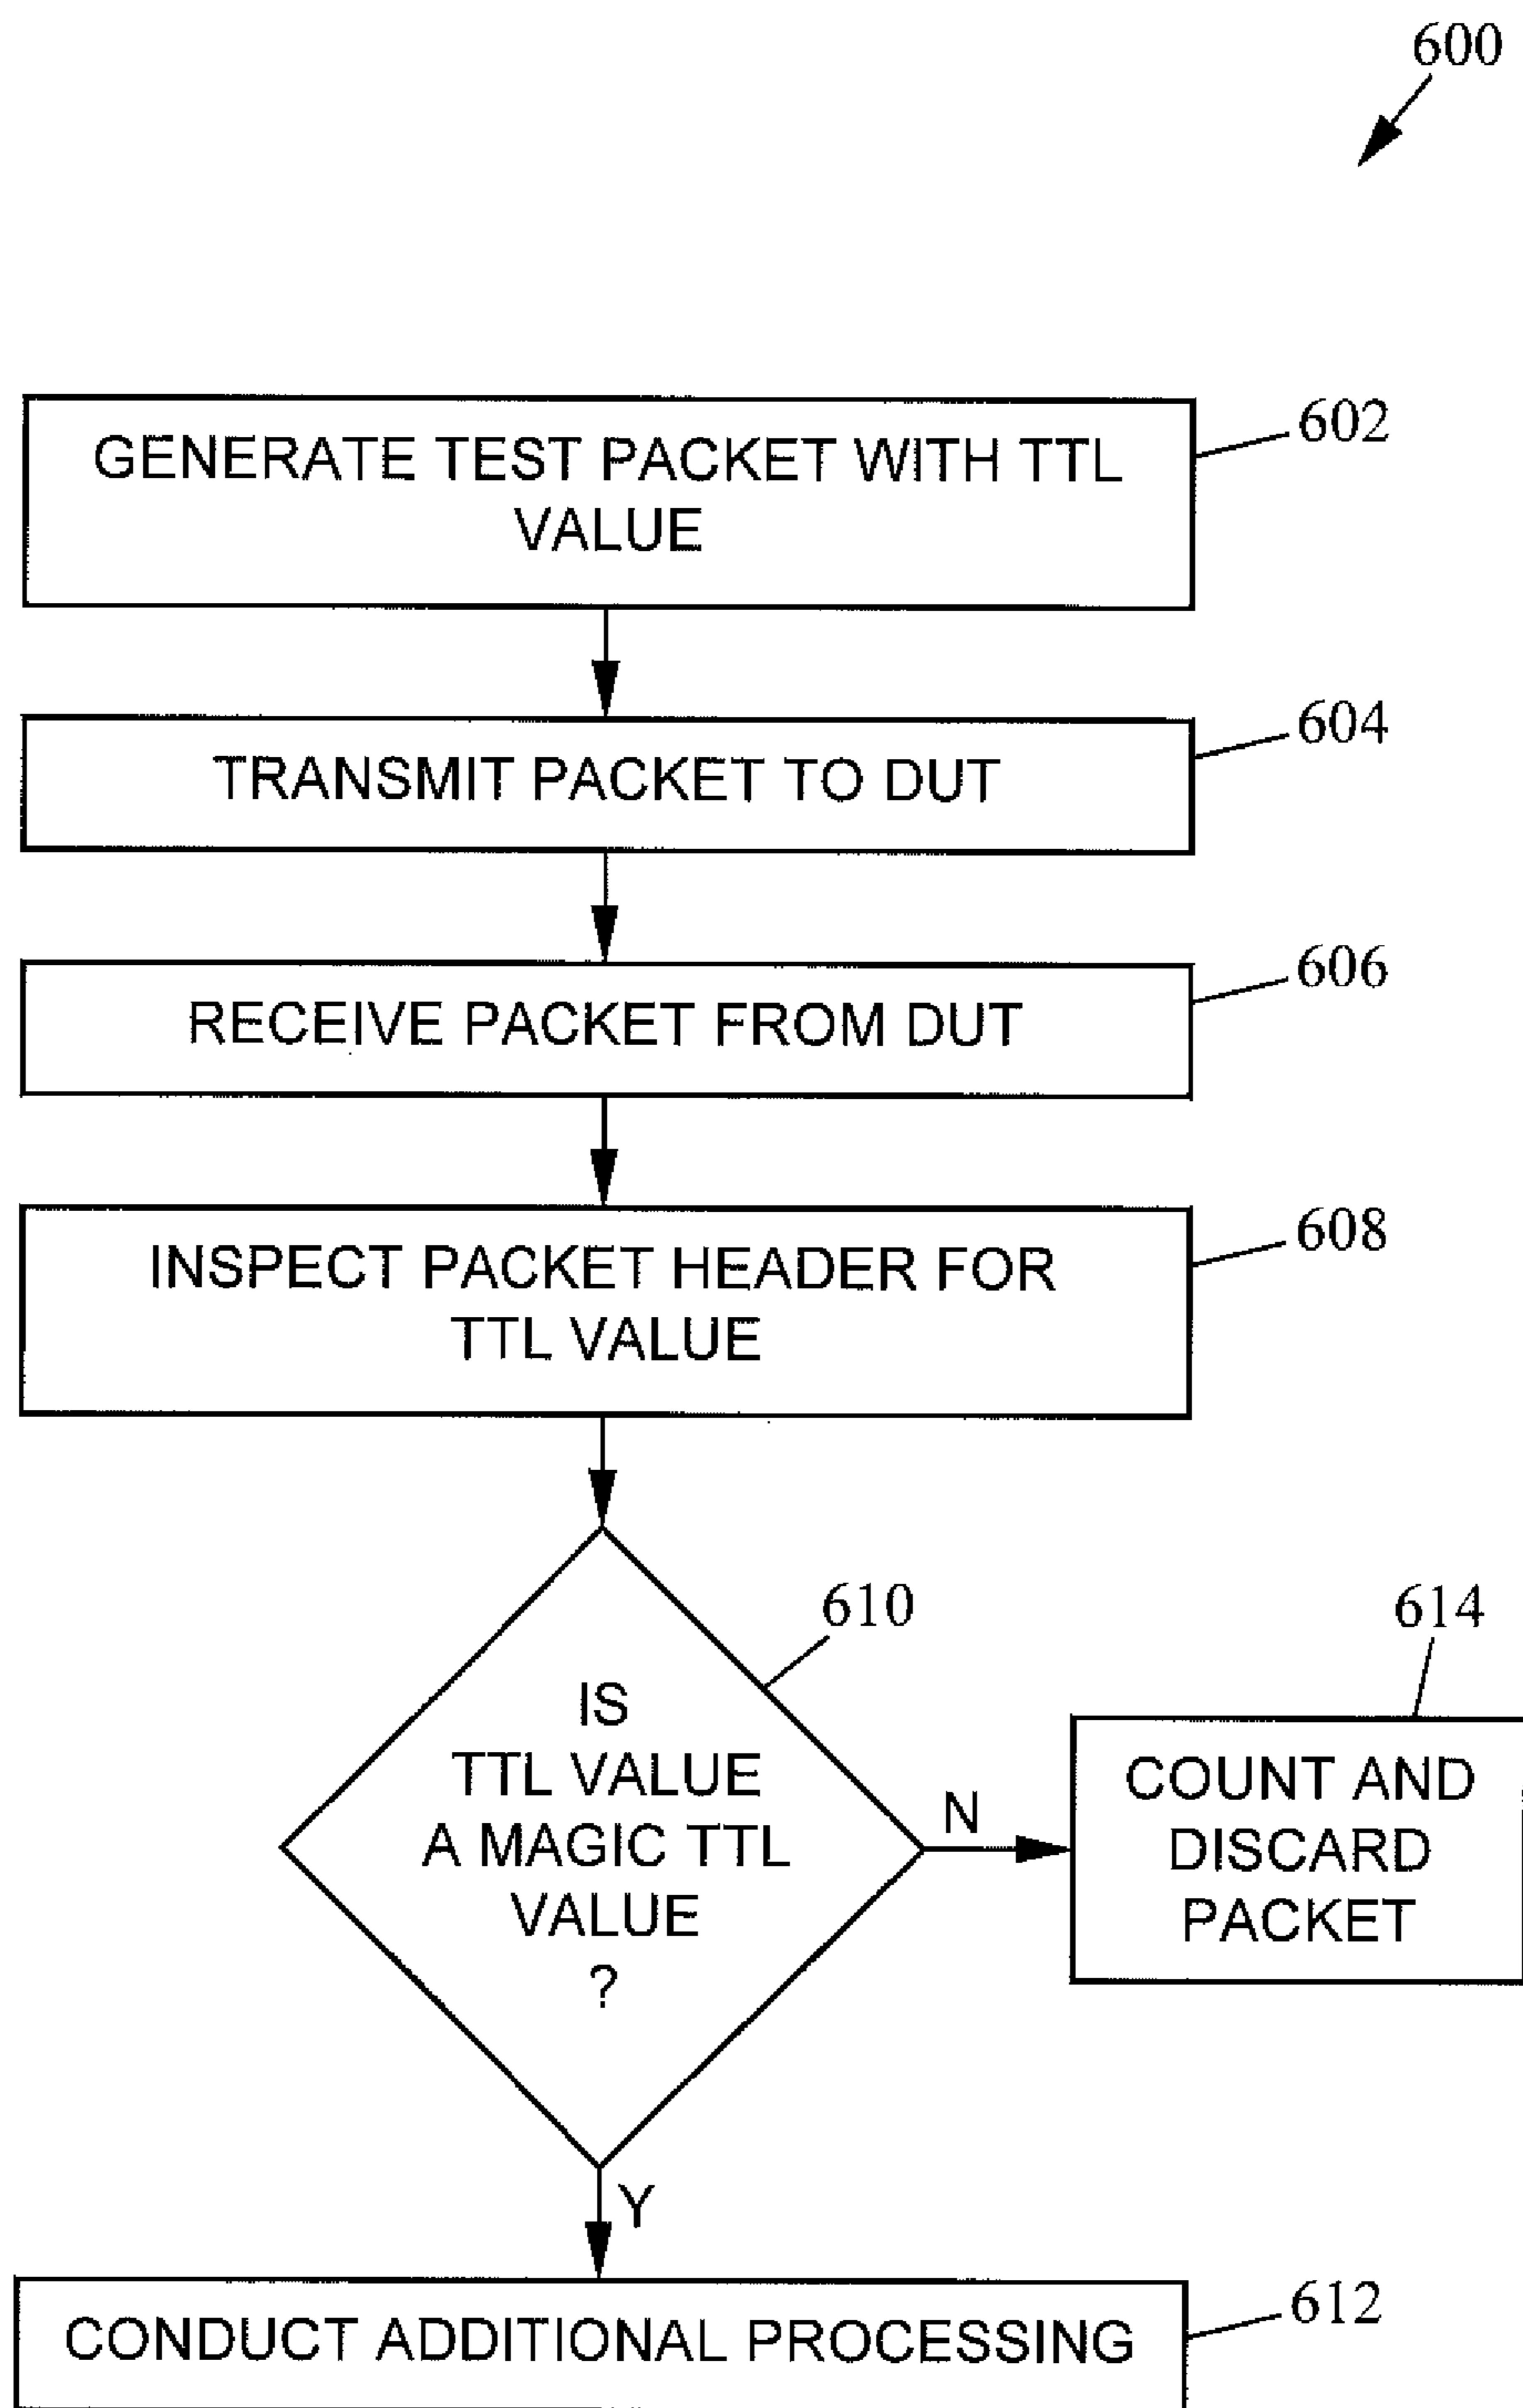 600
GENERATE TEST PACKET WITH TTL
VALUE
602
TRANSMIT PACKET TO DUT
604
RECEIVE PACKET FROM DUT
606
INSPECT PACKET HEADER FOR
TTL VALUE
608
IS
TTL VALUE
A MAGIC TTL
VALUE
?
610
N
614
COUNT AND
DISCARD
PACKET
Y
CONDUCT ADDITIONAL PROCESSING
612